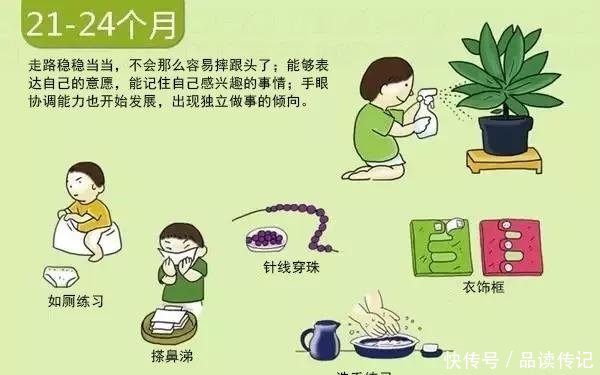 21-24个月
走路稳稳当当，不会那么容易摔跟头了；能够表
达自己的意愿，能记住自己感兴趣的事情；手眼
协调能力也开始发展，出现独立做事的倾向。
针线穿珠
衣饰框
如厕练习
搽鼻涕
快传号/品读传记